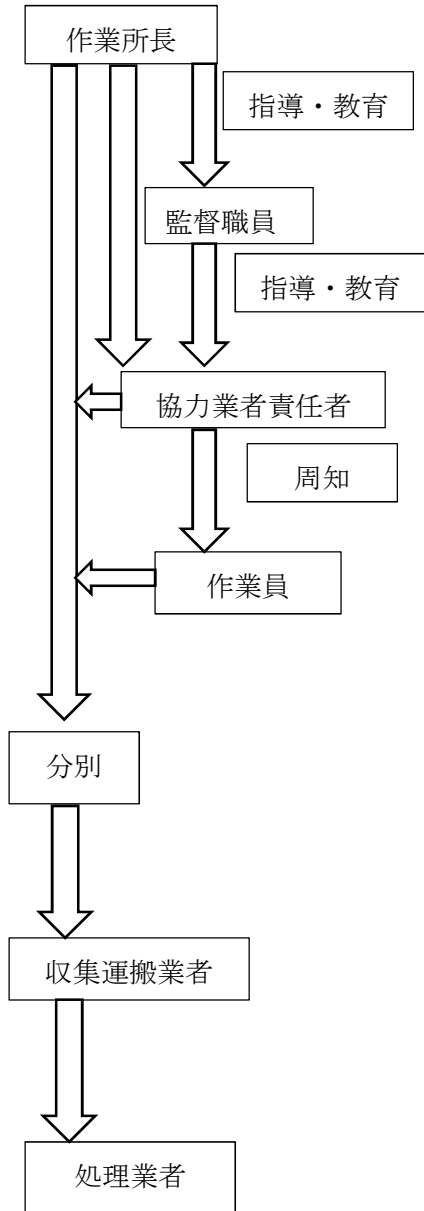 作業所長
指導・教育
監督職員
指導・教育
協力業者責任者
周知
作業員
分別
収集運搬業者
処理業者